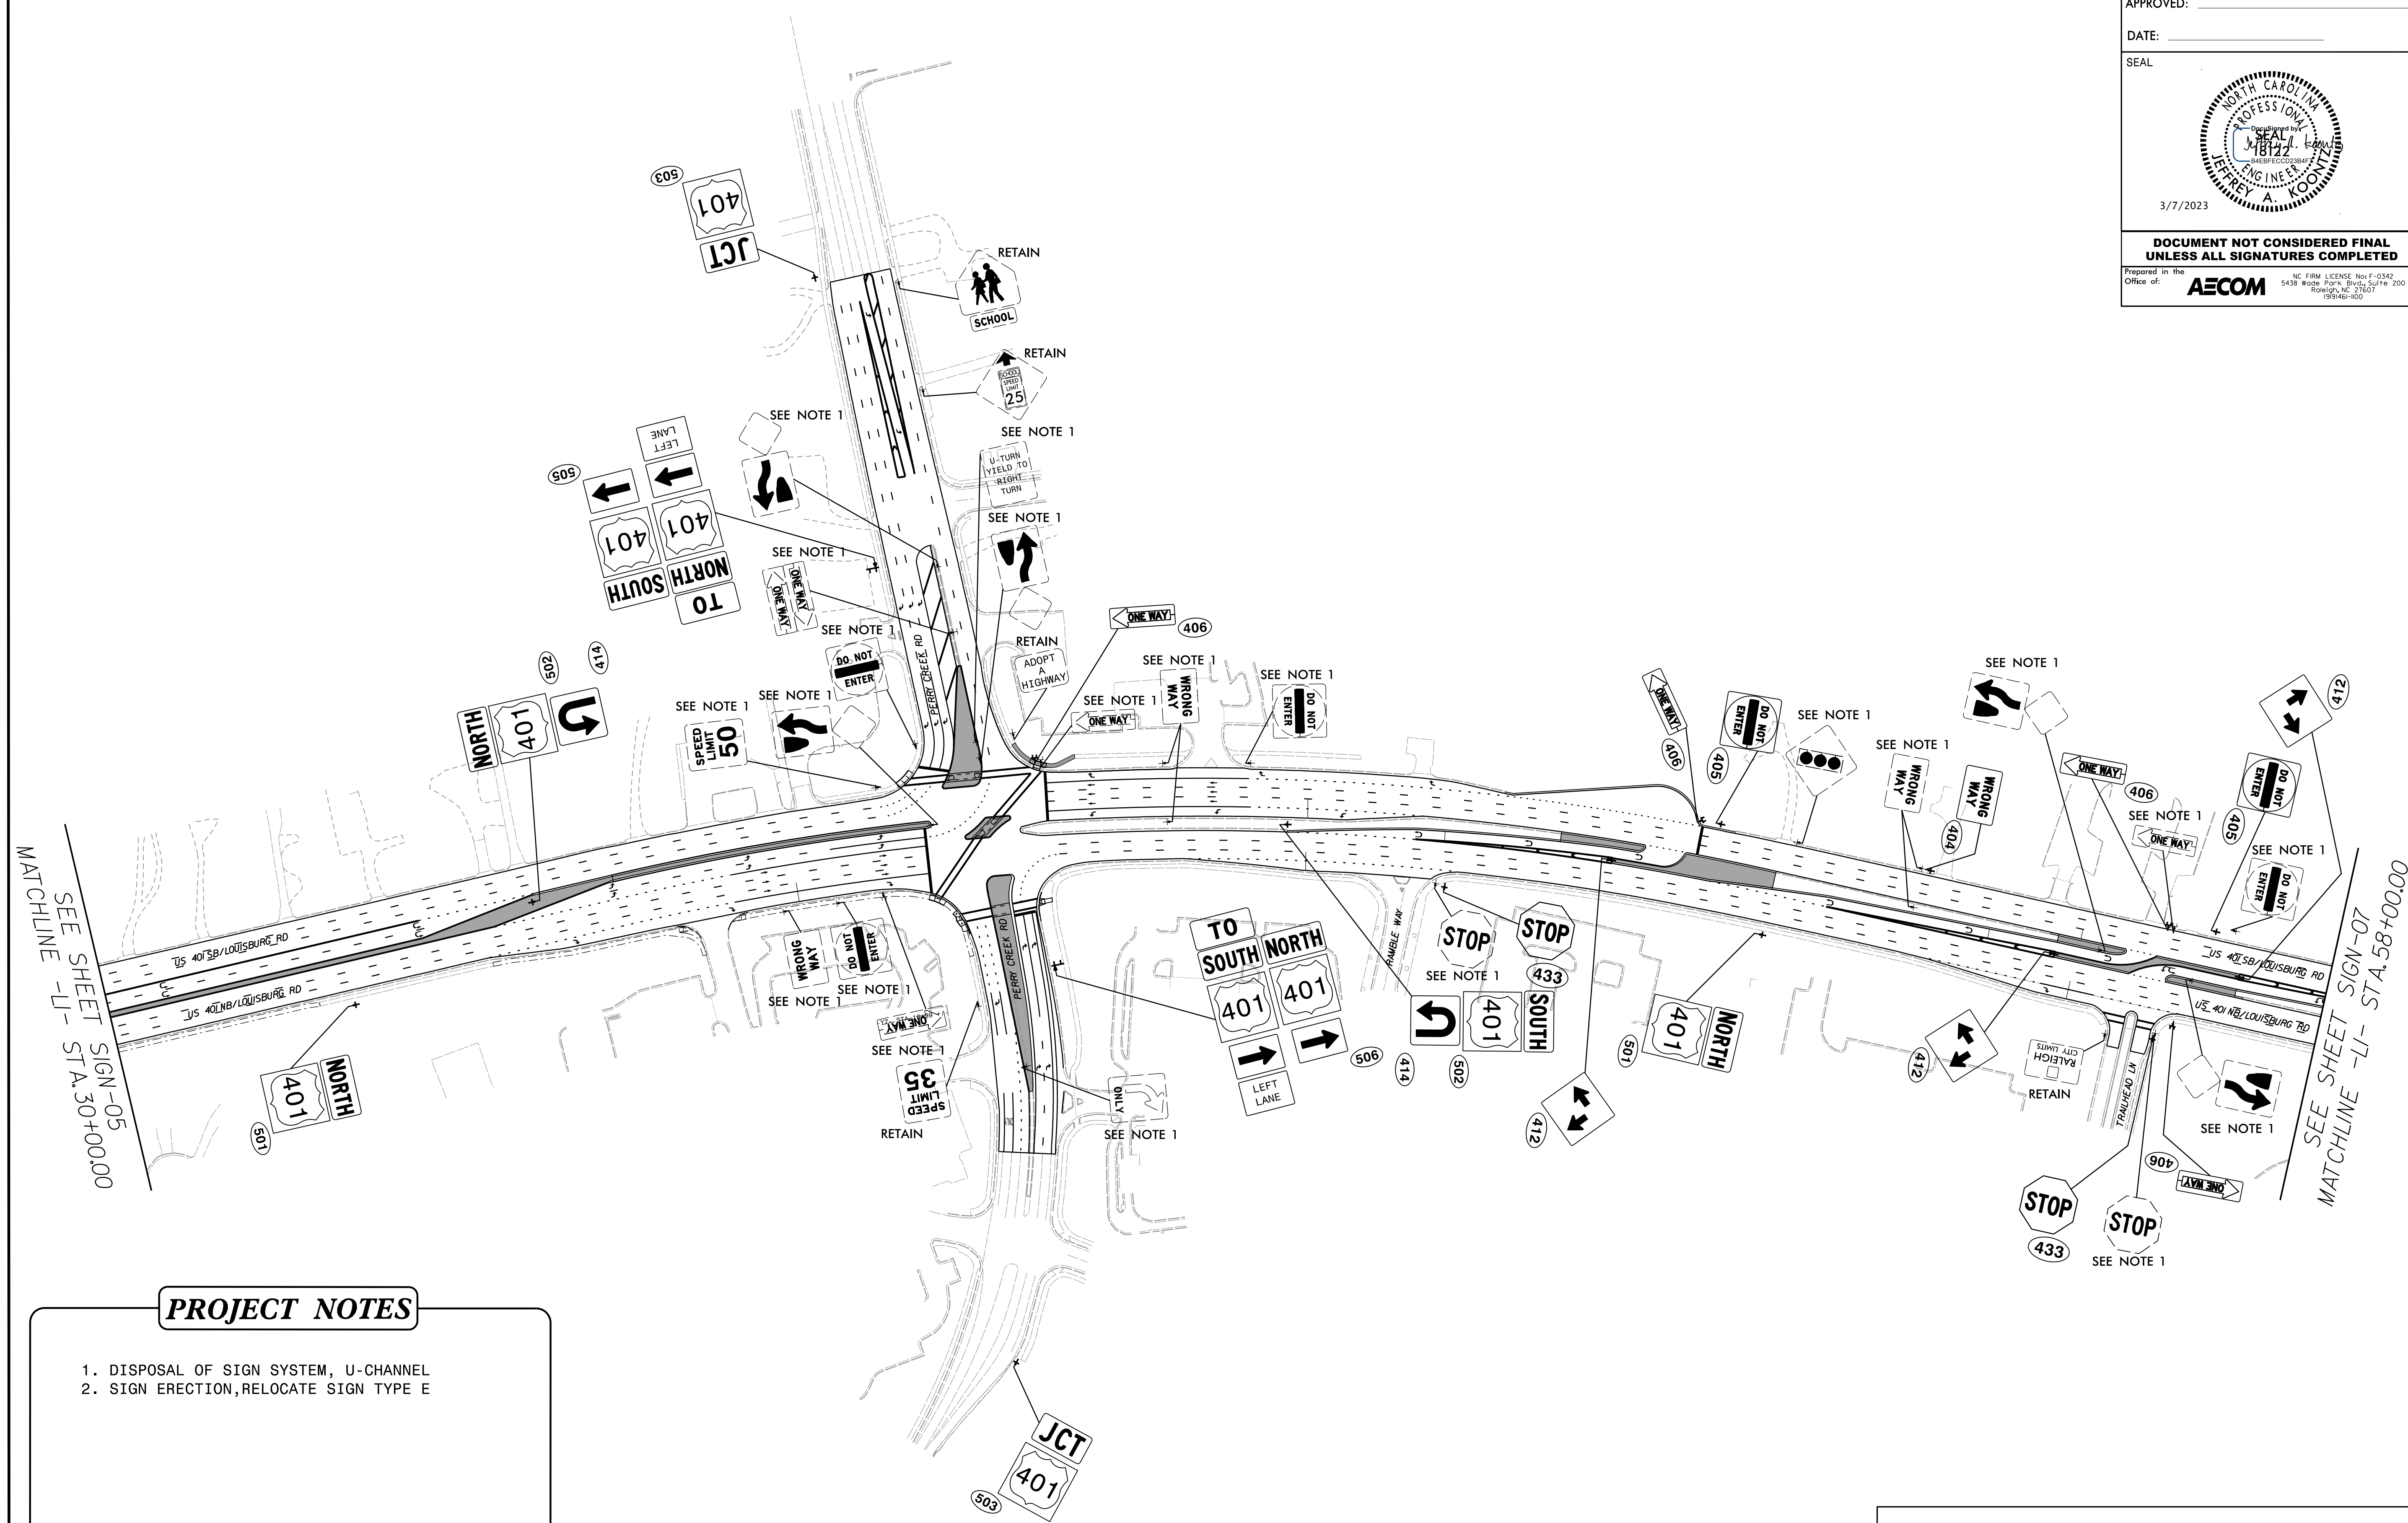 APPROVED:
DATE:
SEAL
NORTH CAROLINA
PROFESSIONAL
DocuSigned by:
SEAL
18122
B4EBFECCD23B4F7
ENGINEER
JEFFREY A. KOONTZ
3/7/2023
DOCUMENT NOT CONSIDERED FINAL
UNLESS ALL SIGNATURES COMPLETED
Prepared in the
Office of:
AECOM
NC FIRM LICENSE No: F-0342
5438 Wade Park Blvd., Suite 200
Raleigh, NC 27607
(919)461-1100
503
401
JCT
RETAIN
SCHOOL
RETAIN
SCHOOL
SPEED
LIMIT
25
SEE NOTE 1
U-TURN
YIELD TO
RIGHT
TURN
SEE NOTE 1
SEE NOTE 1
505
LEFT
LANE
401
401
SOUTH
NORTH
TO
SEE NOTE 1
ONE WAY
ONE WAY
SEE NOTE 1
DO NOT
ENTER
PERRY CREEK RD
RETAIN
ADOPT
A
HIGHWAY
ONE WAY
406
SEE NOTE 1
WRONG
WAY
SEE NOTE 1
ONE WAY
SEE NOTE 1
DO NOT
ENTER
502
414
NORTH
401
SEE NOTE 1
SPEED
LIMIT
50
SEE NOTE 1
ONE WAY
406
DO NOT
ENTER
405
SEE NOTE 1
SEE NOTE 1
WRONG
WAY
WRONG
WAY
404
SEE NOTE 1
ONE WAY
406
SEE NOTE 1
ONE WAY
412
DO NOT
ENTER
405
SEE NOTE 1
DO NOT
ENTER
SEE SHEET SIGN-05
MATCHLINE -L1- STA.30+00.00
US 401 SB/LOUISBURG RD
US 401 NB/LOUISBURG RD
NORTH
401
501
WRONG
WAY
SEE NOTE 1
DO NOT
ENTER
SEE NOTE 1
ONE WAY
SEE NOTE 1
SPEED
LIMIT
35
RETAIN
PERRY CREEK RD
ONLY
SEE NOTE 1
TO
SOUTH
NORTH
401
401
506
LEFT
LANE
RAMBLE WAY
STOP
SEE NOTE 1
STOP
433
414
401
SOUTH
502
412
NORTH
401
501
412
RALEIGH
CITY LIMITS
RETAIN
TRAILHEAD LN
US 401 SB/LOUISBURG RD
US 401 NB/LOUISBURG RD
SEE NOTE 1
406
ONE WAY
STOP
433
STOP
SEE NOTE 1
SEE SHEET SIGN-07
MATCHLINE -L1- STA.58+00.00
JCT
401
503
PROJECT NOTES
1. DISPOSAL OF SIGN SYSTEM, U-CHANNEL
2. SIGN ERECTION,RELOCATE SIGN TYPE E